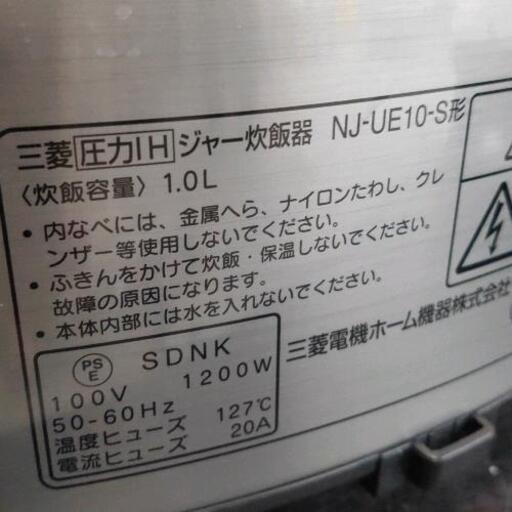 三菱 圧力IH ジャー炊飯器 NJ-UE10-S形
〈炊飯容量〉 1.0L
• 内なべには、金属へら、ナイロンたわし、クレ
ンザー等使用しないでください。
• ふきんをかけて炊飯・保温しないでください。
故障の原因になります。
• 本体内部には水を入れないでください。
PS
E
SDNK
100V 1200W
50-60Hz
温度ヒューズ 127℃
電流ヒューズ 20A
三菱電機ホーム機器株式会社